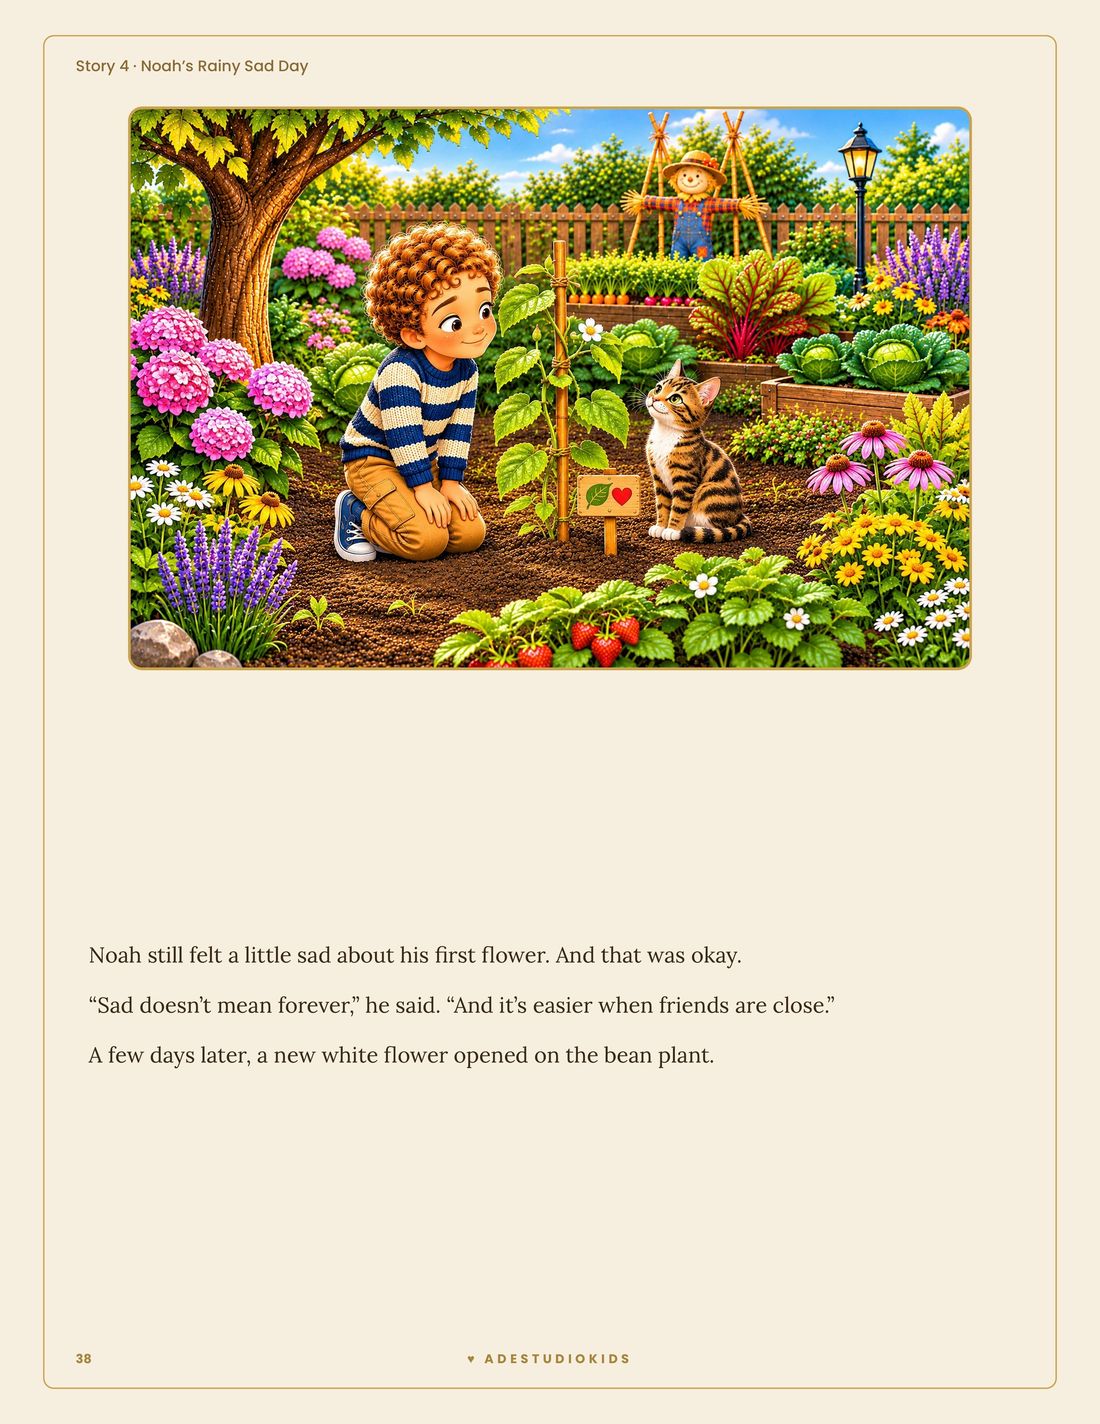 Story 4 · Noah’s Rainy Sad Day
Noah still felt a little sad about his first flower. And that was okay.
“Sad doesn’t mean forever,” he said. “And it’s easier when friends are close.”
A few days later, a new white flower opened on the bean plant.
38
♥ ADESTUDIOKIDS